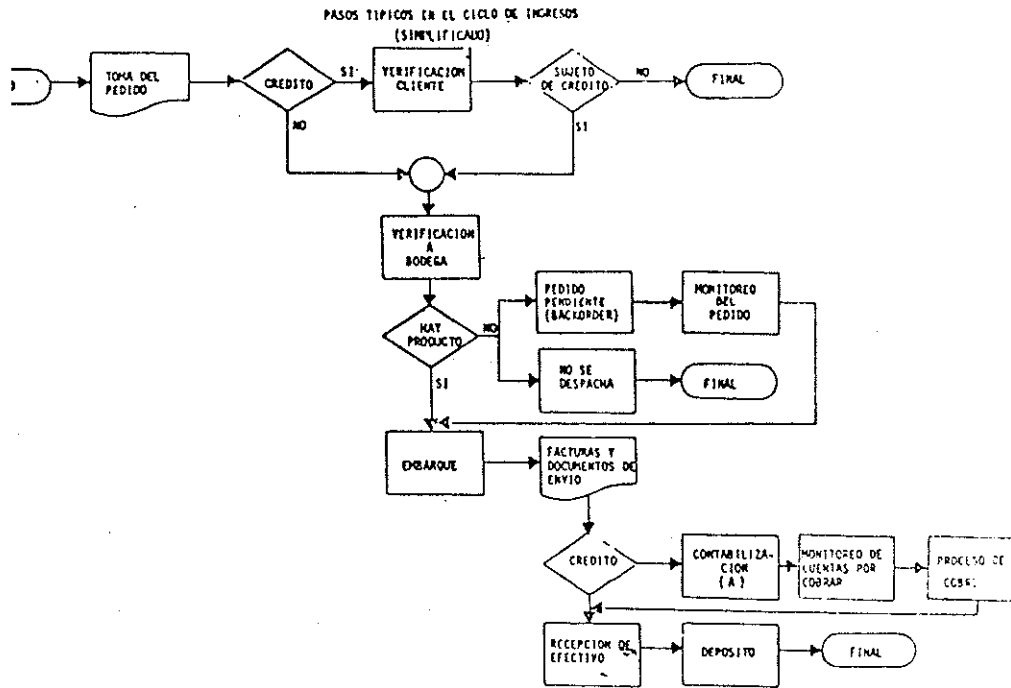 PASOS TIPICOS EN EL CICLO DE INGRESOS
(SIMPLIFICADO)
TOMA DEL
PEDIDO
CREDITO
SI
VERIFICACION
CLIENTE
SUJETO
DE CREDITO
NO
FINAL
NO
SI
VERIFICACION
A
BODEGA
HAY
PRODUCTO
NO
PEDIDO
PENDIENTE
(BACKORDER)
MONITOREO
DEL
PEDIDO
SI
NO SE
DESPACHA
FINAL
EMBARQUE
FACTURAS Y
DOCUMENTOS DE
ENVIO
CREDITO
CONTABILIZA-
CION
(A)
MONITOREO DE
CUENTAS POR
COBRAR
PROCESO DE
RECEPCION DE
EFECTIVO
DEPOSITO
FINAL